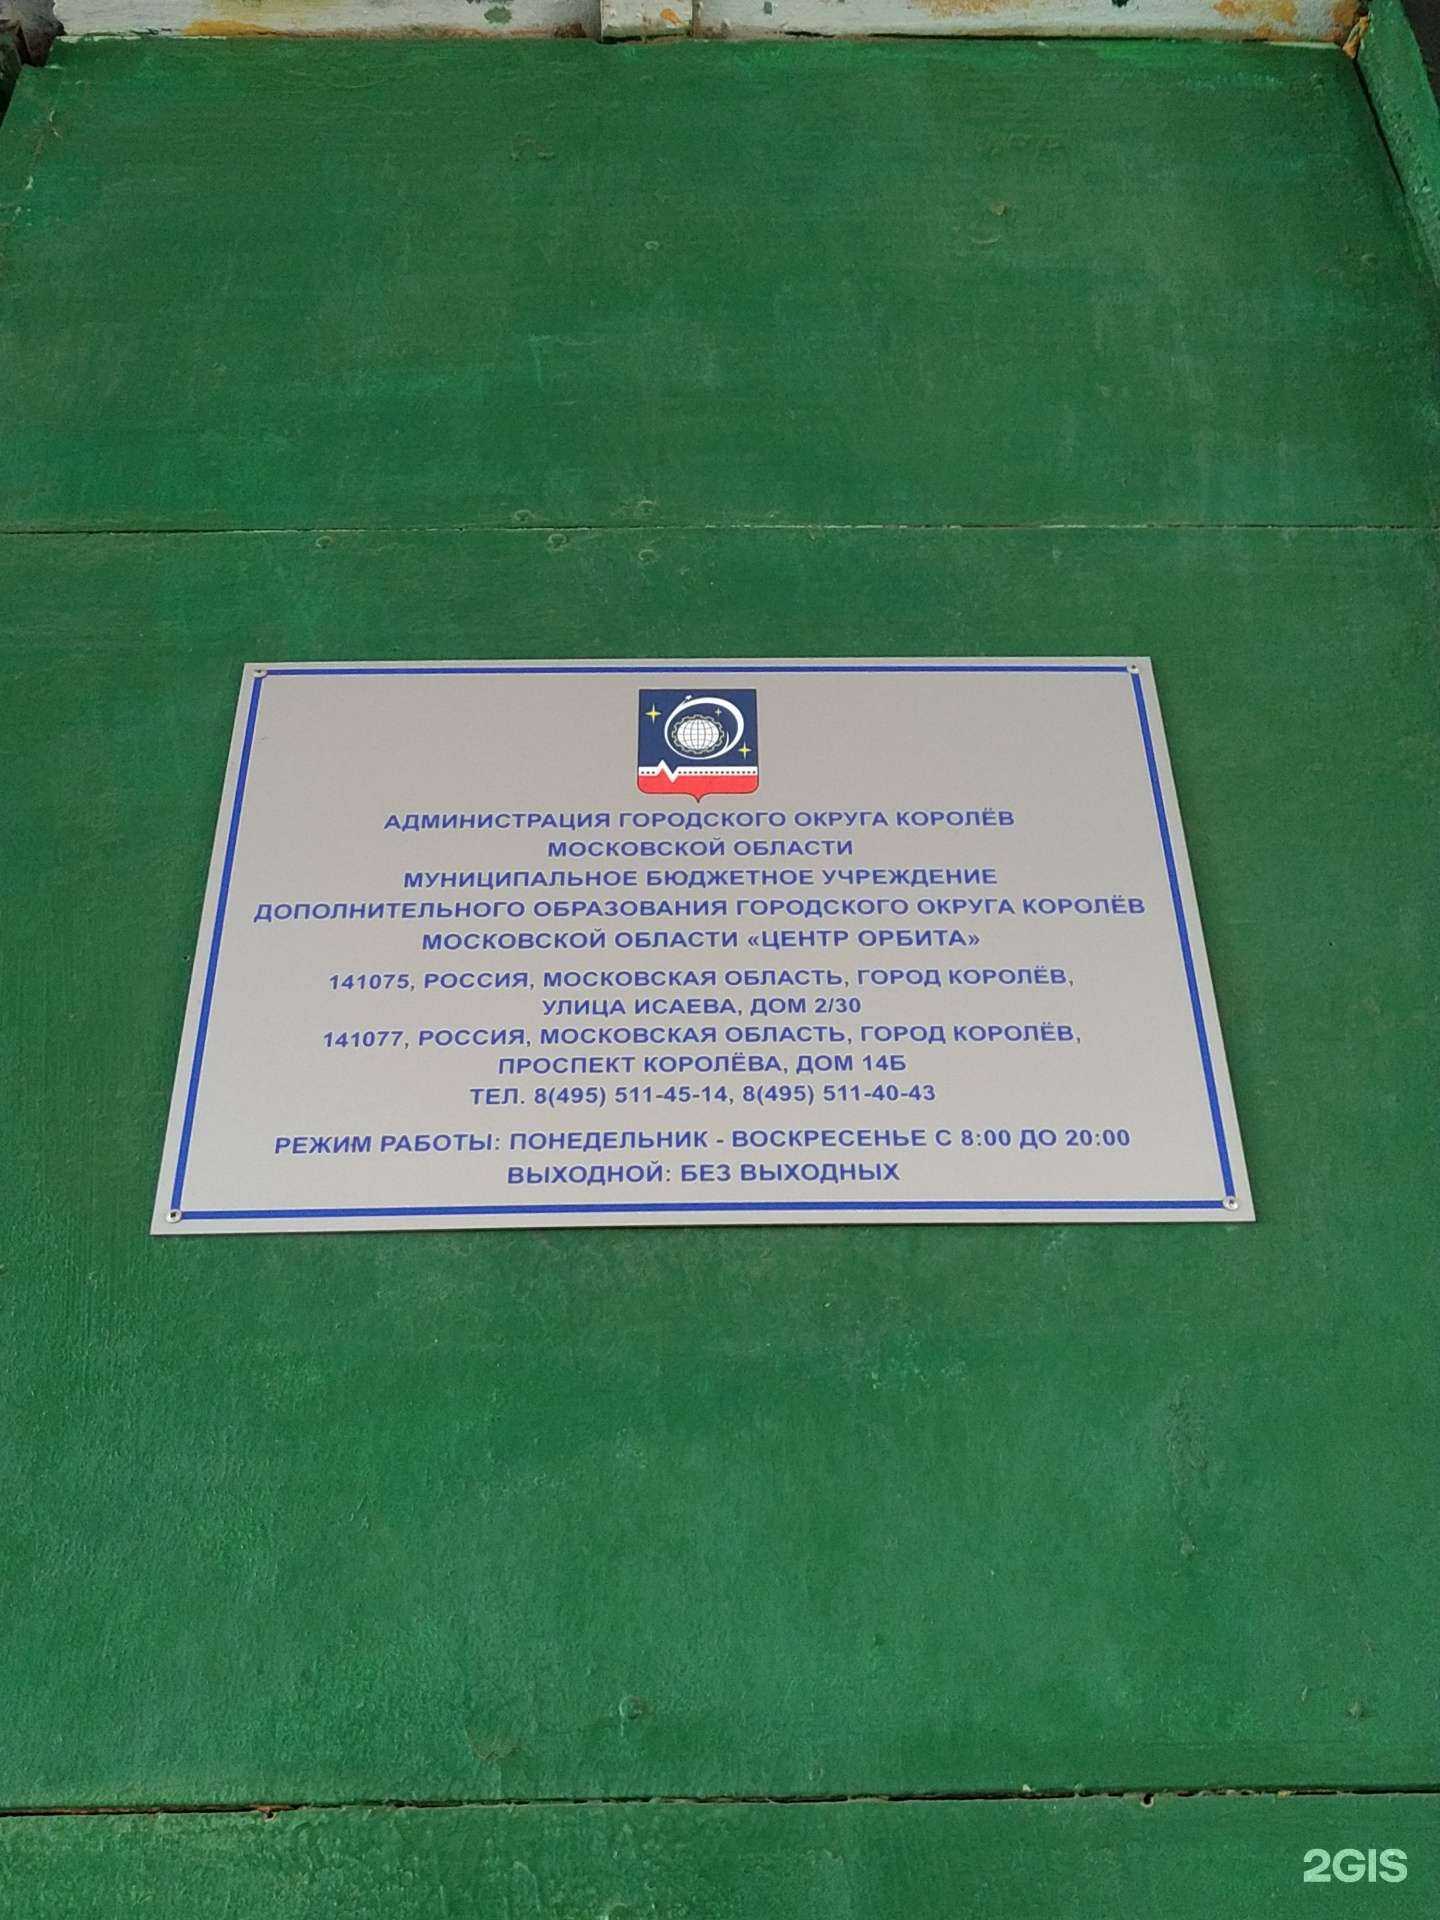 АДМИНИСТРАЦИЯ ГОРОДСКОГО ОКРУГА КОРОЛЁВ
МОСКОВСКОЙ ОБЛАСТИ
МУНИЦИПАЛЬНОЕ БЮДЖЕТНОЕ УЧРЕЖДЕНИЕ
ДОПОЛНИТЕЛЬНОГО ОБРАЗОВАНИЯ ГОРОДСКОГО ОКРУГА КОРОЛЁВ
МОСКОВСКОЙ ОБЛАСТИ «ЦЕНТР ОРБИТА»
141075, РОССИЯ, МОСКОВСКАЯ ОБЛАСТЬ, ГОРОД КОРОЛЁВ,
УЛИЦА ИСАЕВА, ДОМ 2/30
141077, РОССИЯ, МОСКОВСКАЯ ОБЛАСТЬ, ГОРОД КОРОЛЁВ,
ПРОСПЕКТ КОРОЛЁВА, ДОМ 14Б
ТЕЛ. 8(495) 511-45-14, 8(495) 511-40-43
РЕЖИМ РАБОТЫ: ПОНЕДЕЛЬНИК - ВОСКРЕСЕНЬЕ С 8:00 ДО 20:00
ВЫХОДНОЙ: БЕЗ ВЫХОДНЫХ
2GIS